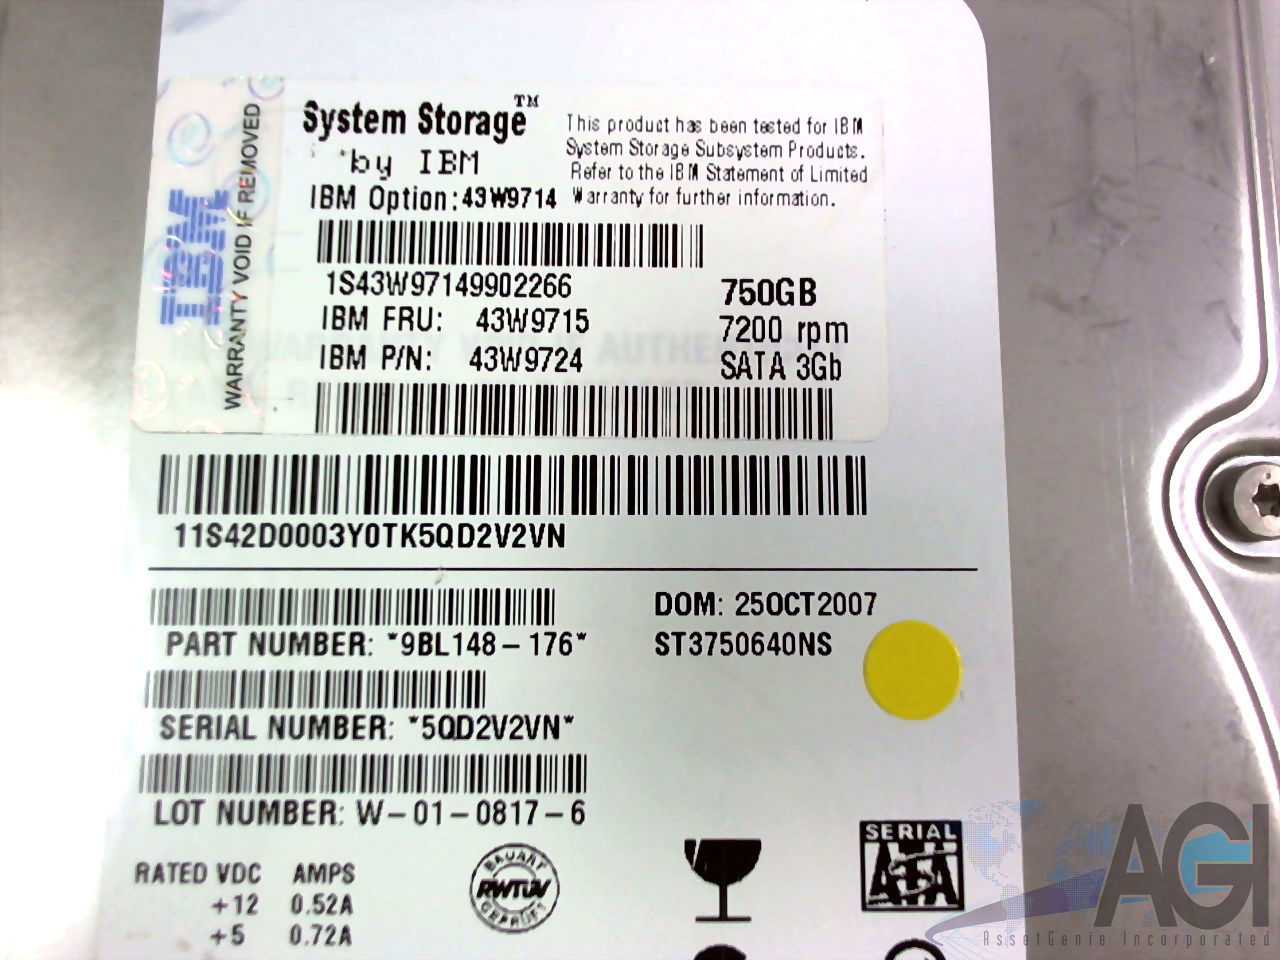 System Storage™
by IBM
This product has been tested for IBM
System Storage Subsystem Products.
Refer to the IBM Statement of Limited
Warranty for further information.
IBM Option: 43W9714
IBM
WARRANTY VOID IF REMOVED
1S43W97149902266
IBM FRU: 43W9715
IBM P/N: 43W9724
750GB
7200 rpm
SATA 3Gb
11S42D0003Y0TK5QD2V2VN
PART NUMBER: *9BL148-176*
DOM: 25OCT2007
ST3750640NS
SERIAL NUMBER: *5QD2V2VN*
LOT NUMBER: W-01-0817-6
RATED VDC AMPS
+12 0.52A
+5 0.72A
BAUART
RWTÜV
GEPRÜFT
SERIAL
ATA
AGI
AssetGenie Incorporated